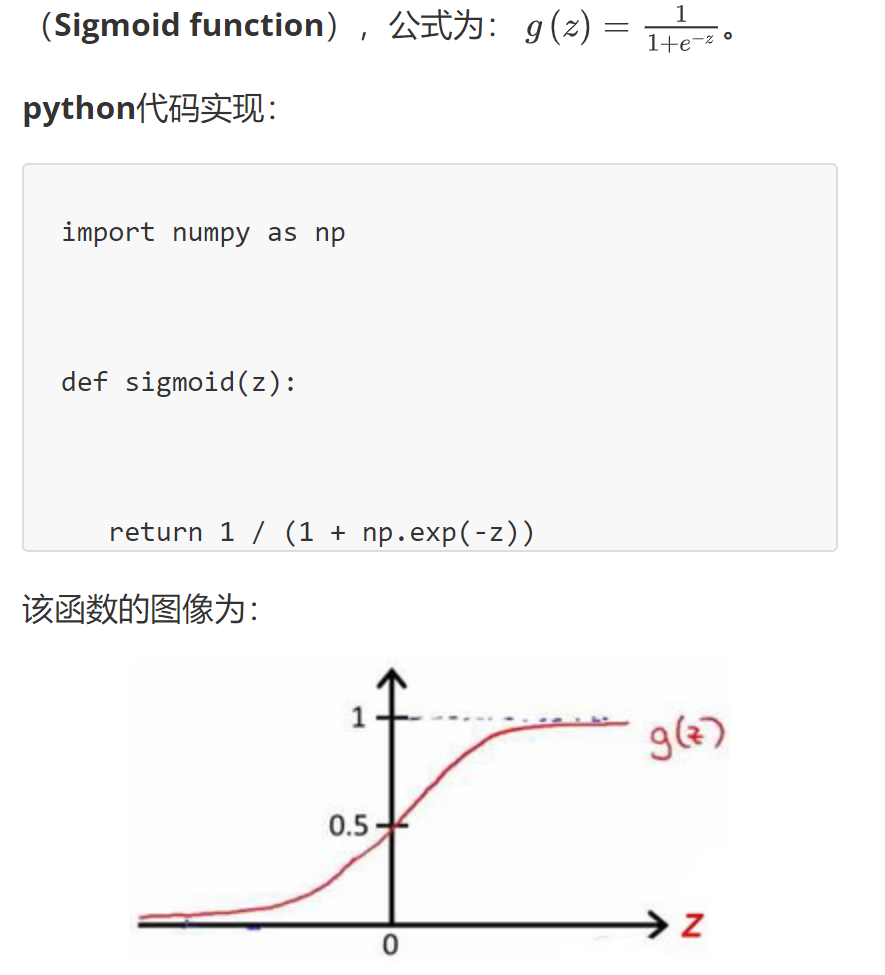 （Sigmoid function），公式为： g(z) = \frac{1}{1+e^{-z}}。
python代码实现：
import numpy as np
def sigmoid(z):
return 1 / (1 + np.exp(-z))
该函数的图像为：
1
g(z)
0.5
z
0